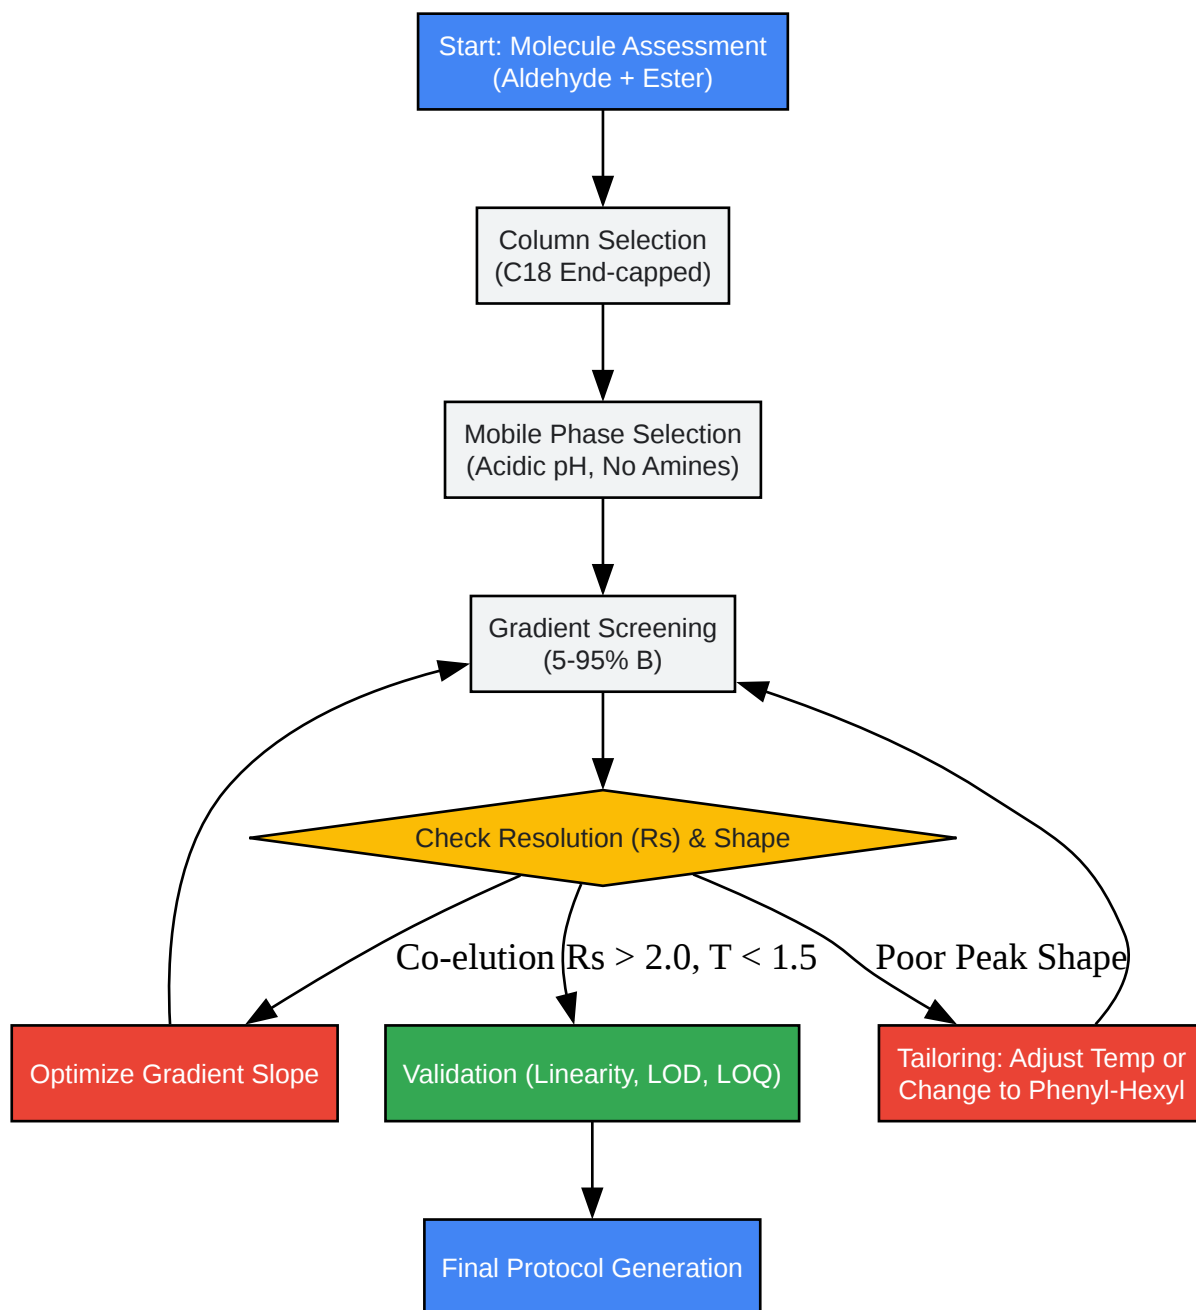 Start: Molecule Assessment
(Aldehyde + Ester)
Column Selection
(C18 End-capped)
Mobile Phase Selection
(Acidic pH, No Amines)
Gradient Screening
(5-95% B)
Check Resolution (Rs) & Shape
Co-elution
Rs > 2.0, T < 1.5
Poor Peak Shape
Optimize Gradient Slope
Validation (Linearity, LOD, LOQ)
Tailoring: Adjust Temp or
Change to Phenyl-Hexyl
Final Protocol Generation